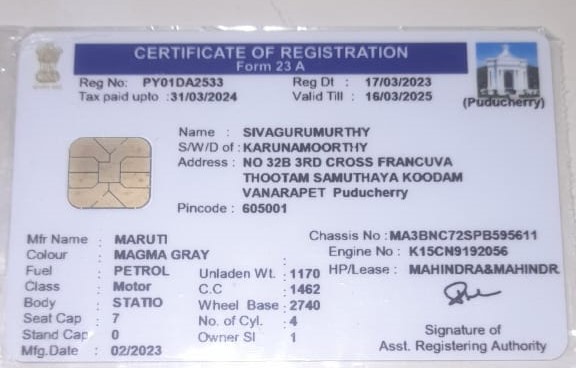 CERTIFICATE OF REGISTRATION
Form 23 A
Reg No: PY01DA2533 Reg Dt : 17/03/2023
Tax paid upto :31/03/2024 Valid Till : 16/03/2025
(Puducherry)
Name : SIVAGURUMURTHY
S/W/D of : KARUNAMOORTHY
Address : NO 32B 3RD CROSS FRANCUVA
THOOTAM SAMUTHAYA KOODAM
VANARAPET Puducherry
Pincode : 605001
Mfr Name : MARUTI Chassis No : MA3BNC72SPB595611
Colour : MAGMA GRAY Engine No : K15CN9192056
Fuel : PETROL Unladen Wt. : 1170 HP/Lease : MAHINDRA&MAHINDR
Class : Motor C.C : 1462
Body : STATIO Wheel Base : 2740
Seat Cap : 7 No. of Cyl. : 4
Stand Cap : 0 Owner Sl : 1
Mfg.Date : 02/2023
Signature of
Asst. Registering Authority